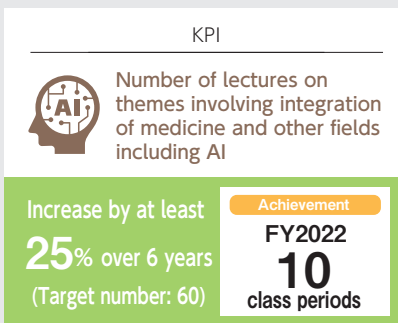 KPI
AI
Number of lectures on
themes involving integration
of medicine and other fields
including AI
Increase by at least
25% over 6 years
(Target number: 60)
Achievement
FY2022
10
class periods